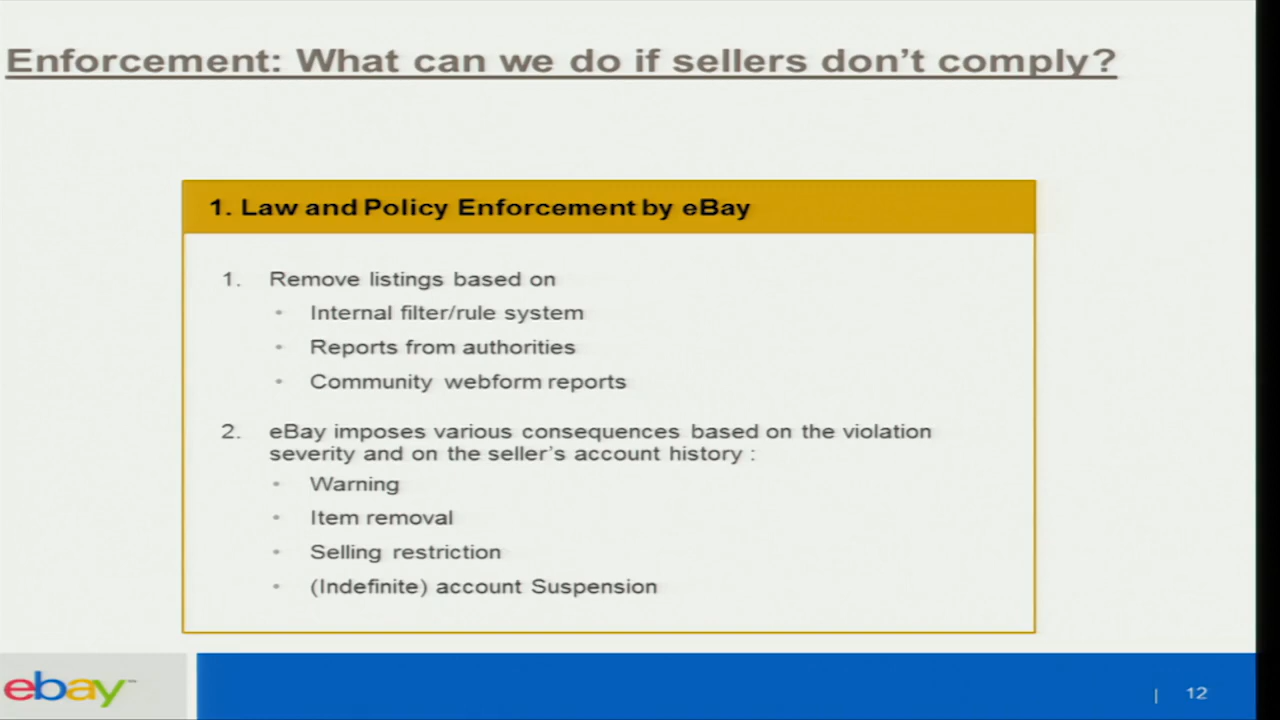 Enforcement: What can we do if sellers don't comply?
1. Law and Policy Enforcement by eBay
1. Remove listings based on
• Internal filter/rule system
• Reports from authorities
• Community webform reports
2. eBay imposes various consequences based on the violation
severity and on the seller's account history :
• Warning
• Item removal
• Selling restriction
• (Indefinite) account Suspension
ebay™
| 12